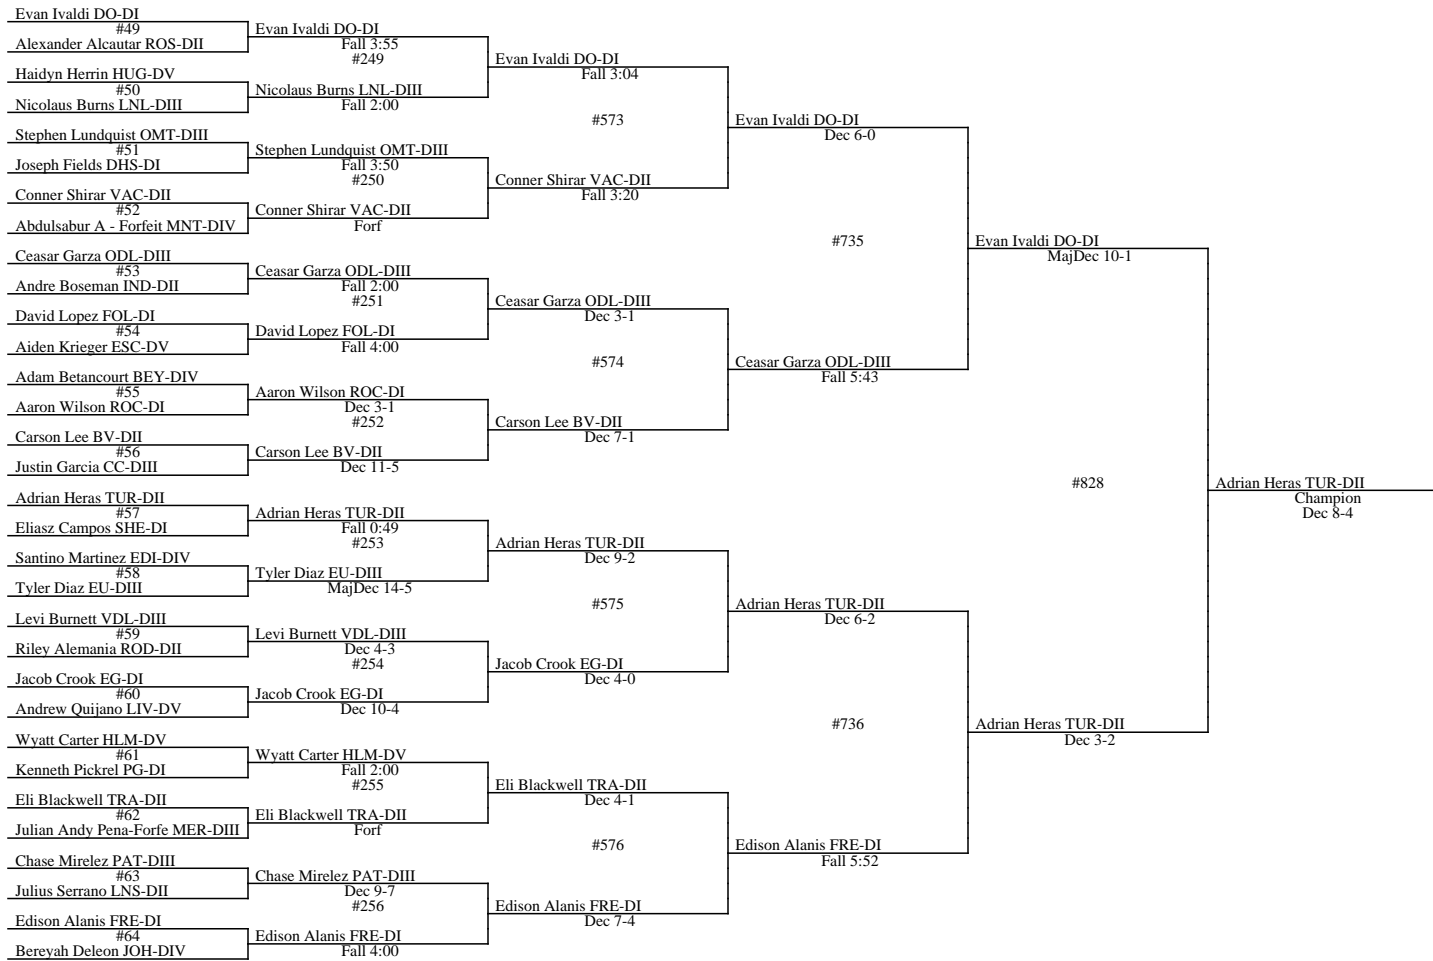 Evan Ivaldi DO-DI
#49
Alexander Alcautar ROS-DII
Haidyn Herrin HUG-DV
#50
Nicolaus Burns LNL-DIII
Stephen Lundquist OMT-DIII
#51
Joseph Fields DHS-DI
Conner Shirar VAC-DII
#52
Abdulsabur A - Forfeit MNT-DIV
Ceasar Garza ODL-DIII
#53
Andre Boseman IND-DII
David Lopez FOL-DI
#54
Aiden Krieger ESC-DV
Adam Betancourt BEY-DIV
#55
Aaron Wilson ROC-DI
Carson Lee BV-DII
#56
Justin Garcia CC-DIII
Adrian Heras TUR-DII
#57
Eliasz Campos SHE-DI
Santino Martinez EDI-DIV
#58
Tyler Diaz EU-DIII
Levi Burnett VDL-DIII
#59
Riley Alemania ROD-DII
Jacob Crook EG-DI
#60
Andrew Quijano LIV-DV
Wyatt Carter HLM-DV
#61
Kenneth Pickrel PG-DI
Eli Blackwell TRA-DII
#62
Julian Andy Pena-Forfe MER-DIII
Chase Mirelez PAT-DIII
#63
Julius Serrano LNS-DII
Edison Alanis FRE-DI
#64
Bereyah Deleon JOH-DIV
Evan Ivaldi DO-DI
Fall 3:55
#249
Nicolaus Burns LNL-DIII
Fall 2:00
Stephen Lundquist OMT-DIII
Fall 3:50
#250
Conner Shirar VAC-DII
Forf
Ceasar Garza ODL-DIII
Fall 2:00
#251
David Lopez FOL-DI
Fall 4:00
Aaron Wilson ROC-DI
Dec 3-1
#252
Carson Lee BV-DII
Dec 11-5
Adrian Heras TUR-DII
Fall 0:49
#253
Tyler Diaz EU-DIII
MajDec 14-5
Levi Burnett VDL-DIII
Dec 4-3
#254
Jacob Crook EG-DI
Dec 10-4
Wyatt Carter HLM-DV
Fall 2:00
#255
Eli Blackwell TRA-DII
Forf
Chase Mirelez PAT-DIII
Dec 9-7
#256
Edison Alanis FRE-DI
Fall 4:00
Evan Ivaldi DO-DI
Fall 3:04
#573
Conner Shirar VAC-DII
Fall 3:20
Ceasar Garza ODL-DIII
Dec 3-1
#574
Carson Lee BV-DII
Dec 7-1
Adrian Heras TUR-DII
Dec 9-2
#575
Jacob Crook EG-DI
Dec 4-0
Eli Blackwell TRA-DII
Dec 4-1
#576
Edison Alanis FRE-DI
Dec 7-4
Evan Ivaldi DO-DI
Dec 6-0
#735
Ceasar Garza ODL-DIII
Fall 5:43
Adrian Heras TUR-DII
Dec 6-2
#736
Edison Alanis FRE-DI
Fall 5:52
Evan Ivaldi DO-DI
MajDec 10-1
#828
Adrian Heras TUR-DII
Dec 3-2
Adrian Heras TUR-DII
Champion
Dec 8-4